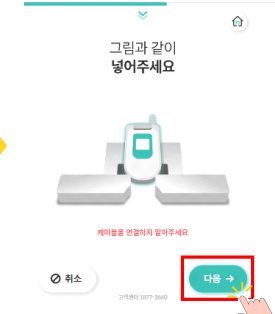 그림과 같이
넣어주세요
케이블을 연결하지 말아주세요
취소
다음 →
고객센터 1877-2660